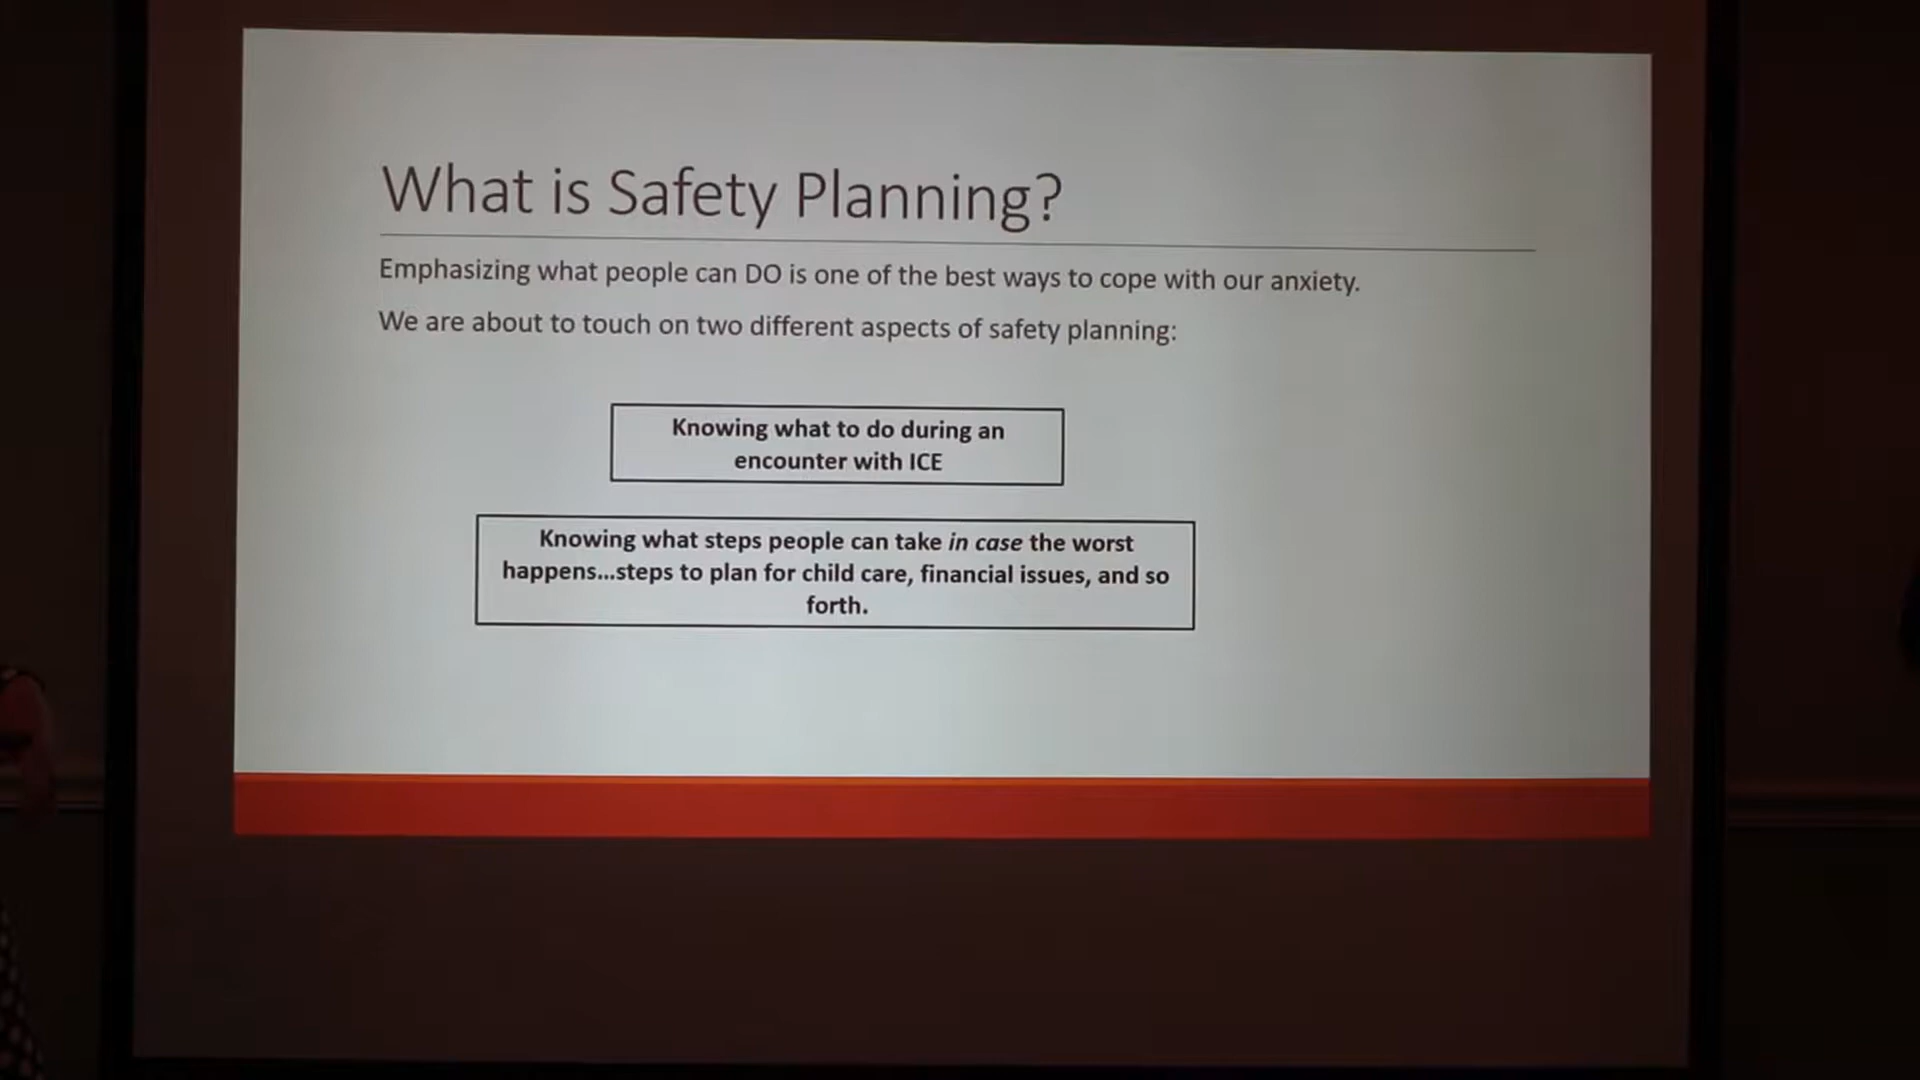 What is Safety Planning?
Emphasizing what people can DO is one of the best ways to cope with our anxiety.
We are about to touch on two different aspects of safety planning:
Knowing what to do during an
encounter with ICE
Knowing what steps people can take in case the worst
happens...steps to plan for child care, financial issues, and so
forth.